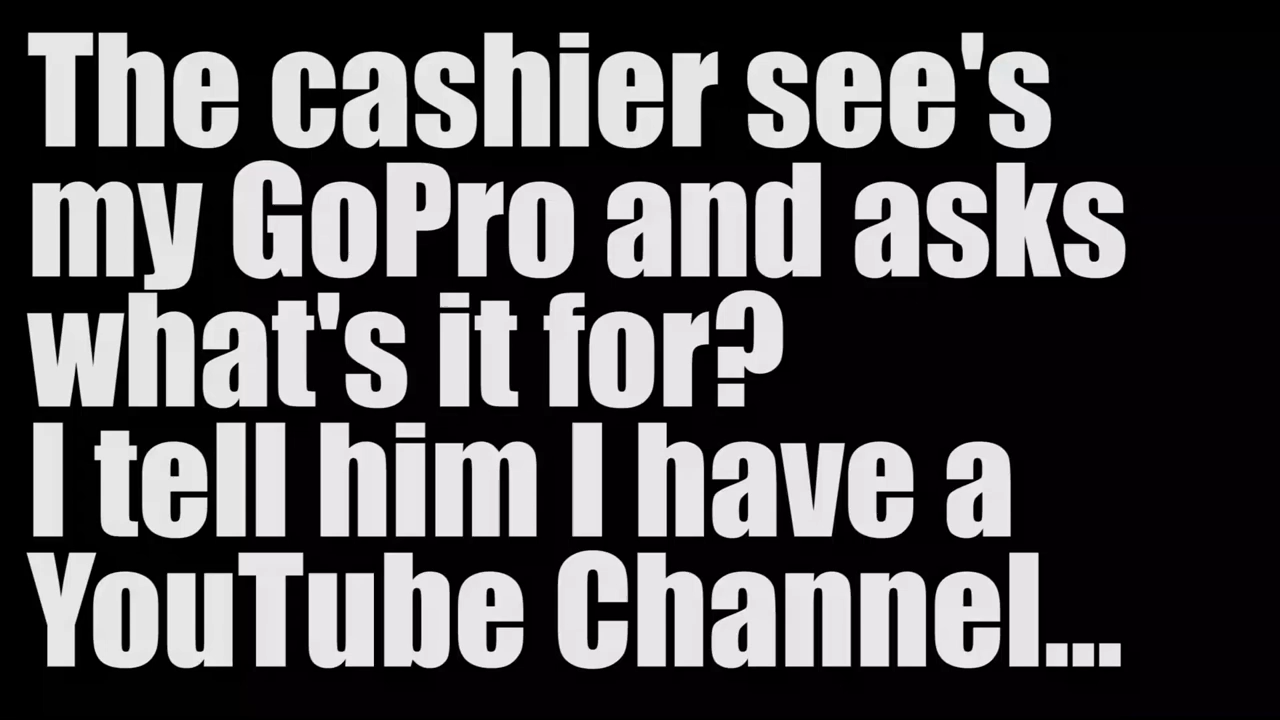 The cashier see's
my GoPro and asks
what's it for?
I tell him I have a
YouTube Channel...